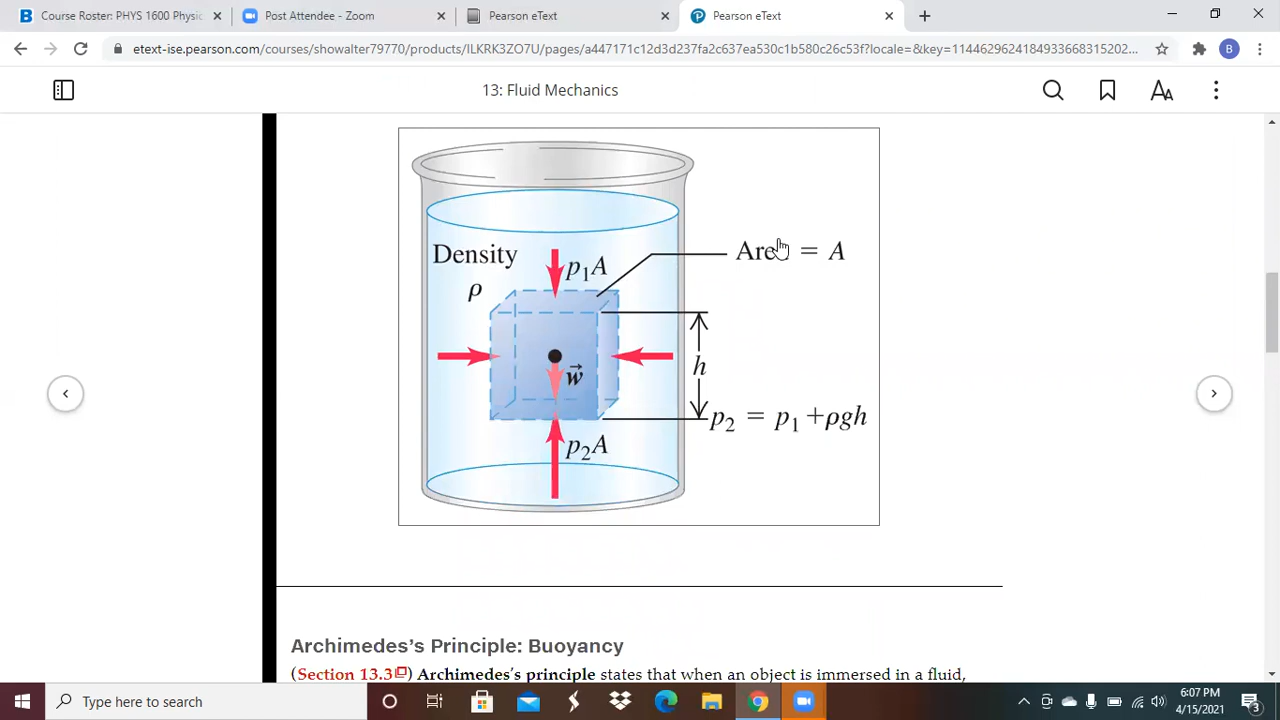 Course Roster: PHYS 1600 Physic
Post Attendee - Zoom
Pearson eText
Pearson eText
etext-ise.pearson.com/courses/showalter79770/products/ILKRK3ZO7U/pages/a447171c12d3d237fa2c637ea530c1b580c26c53f?locale=&key=1144629624184933668315202...
B
13: Fluid Mechanics
AA
Density
ρ
p₁A
Are = A
w⃗
h
p₂ = p₁ +ρgh
p₂A
Archimedes's Principle: Buoyancy
(Section 13.3) Archimedes's principle states that when an object is immersed in a fluid,
Type here to search
6:07 PM
4/15/2021
3